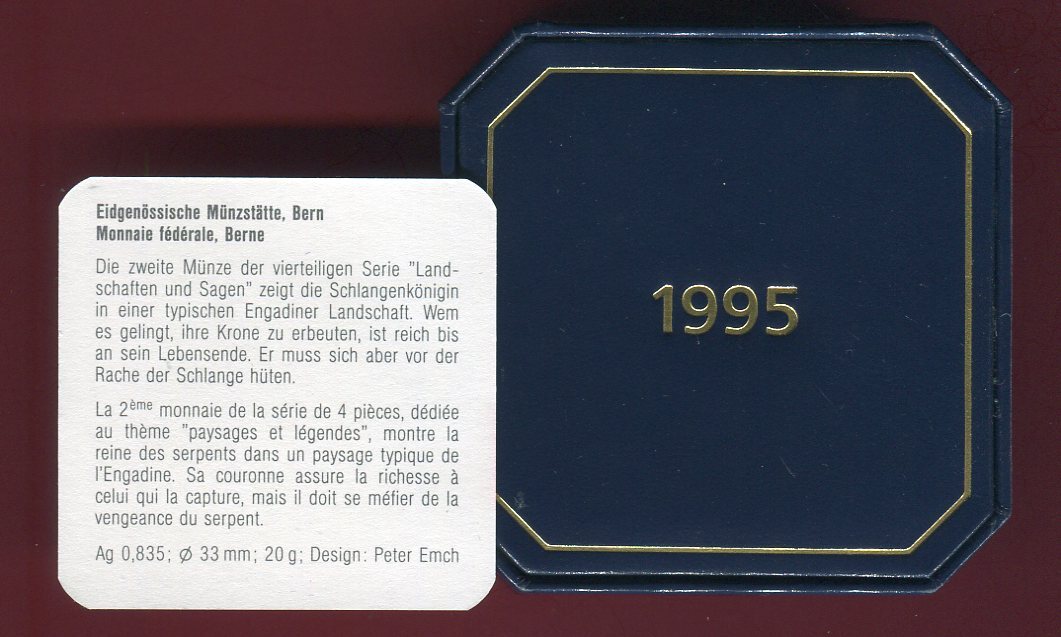 Eidgenössische Münzstätte, Bern
Monnaie fédérale, Berne
Die zweite Münze der vierteiligen Serie "Land-
schaften und Sagen" zeigt die Schlangenkönigin
in einer typischen Engadiner Landschaft. Wem
es gelingt, ihre Krone zu erbeuten, ist reich bis
an sein Lebensende. Er muss sich aber vor der
Rache der Schlange hüten.
La 2ème monnaie de la série de 4 pièces, dédiée
au thème "paysages et légendes", montre la
reine des serpents dans un paysage typique de
l'Engadine. Sa couronne assure la richesse à
celui qui la capture, mais il doit se méfier de la
vengeance du serpent.
Ag 0,835; Ø 33 mm; 20 g; Design: Peter Emch
1995